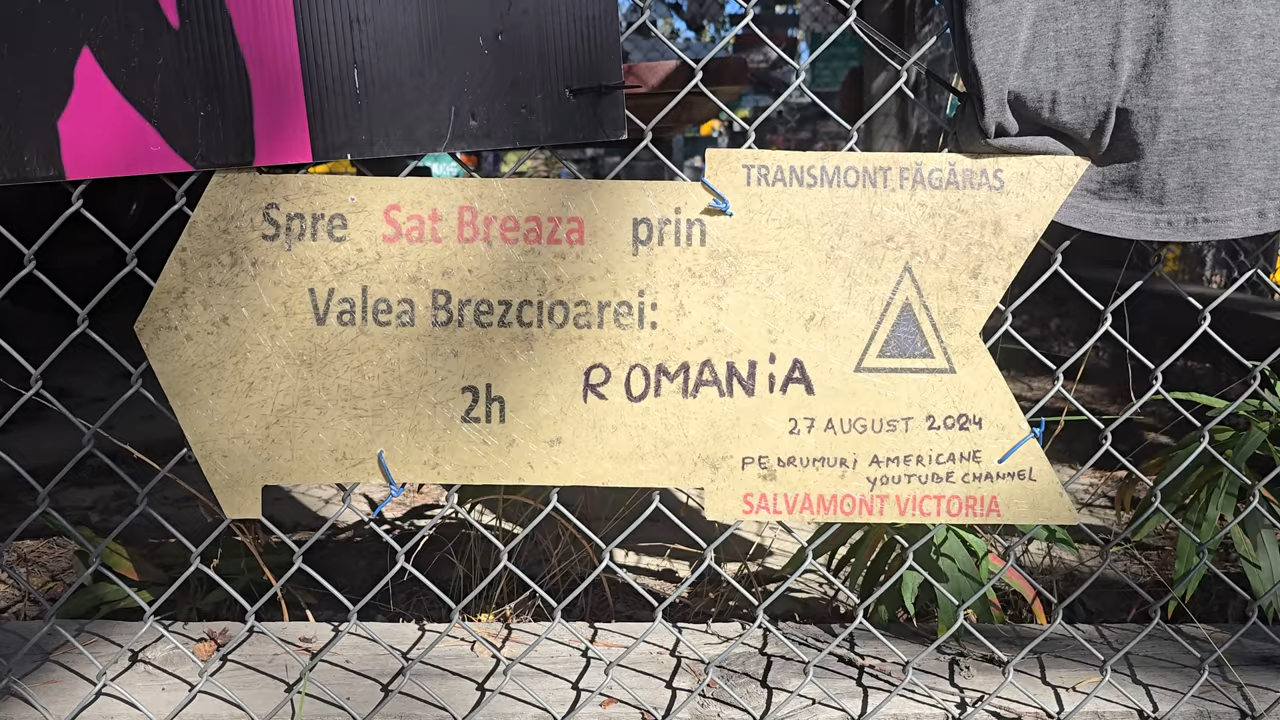 TRANSMONT FĂGĂRAS
Spre Sat Breaza prin
Valea Brezcioarei:
2h
ROMANiA
27 AUGUST 2024
PE DRUMURi AMERICANE
YOUTUBE CHANNEL
SALVAMONT VICTORIA